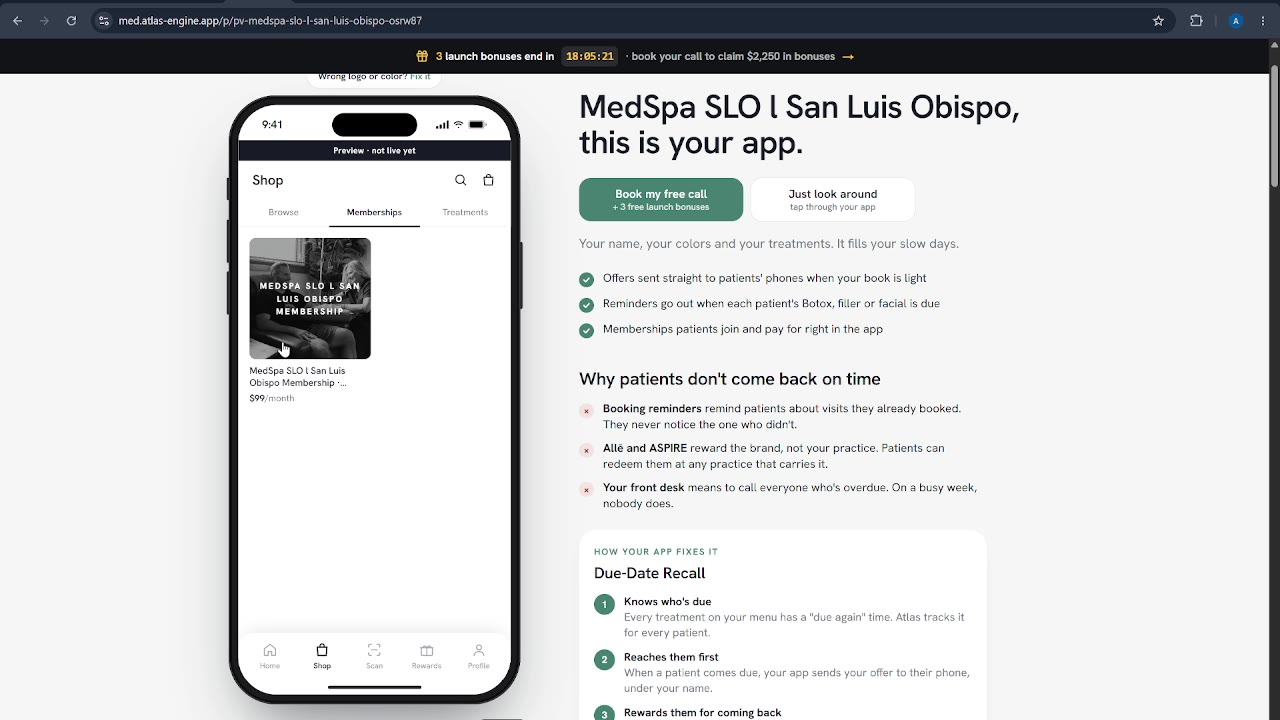 med.atlas-engine.app/p/pv-medspa-slo-l-san-luis-obispo-osrw87
A
3 launch bonuses end in 18:05:21 · book your call to claim $2,250 in bonuses →
Wrong logo or color? Fix it
9:41
Preview · not live yet
Shop
Browse Memberships Treatments
MEDSPA SLO L SAN
LUIS OBISPO
MEMBERSHIP
MedSpa SLO l San Luis
Obispo Membership ·...
$99/month
Home Shop Scan Rewards Profile
MedSpa SLO l San Luis Obispo,
this is your app.
Book my free call
+ 3 free launch bonuses
Just look around
tap through your app
Your name, your colors and your treatments. It fills your slow days.
Offers sent straight to patients' phones when your book is light
Reminders go out when each patient's Botox, filler or facial is due
Memberships patients join and pay for right in the app
Why patients don't come back on time
Booking reminders remind patients about visits they already booked.
They never notice the one who didn't.
Allē and ASPIRE reward the brand, not your practice. Patients can
redeem them at any practice that carries it.
Your front desk means to call everyone who's overdue. On a busy week,
nobody does.
HOW YOUR APP FIXES IT
Due-Date Recall
1 Knows who's due
Every treatment on your menu has a "due again" time. Atlas tracks it
for every patient.
2 Reaches them first
When a patient comes due, your app sends your offer to their phone,
under your name.
3 Rewards them for coming back